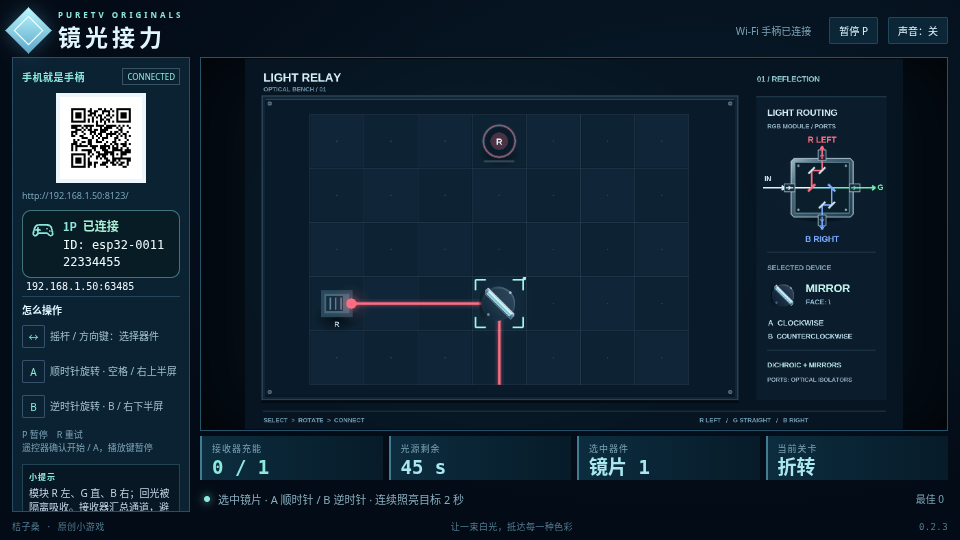 PURETV ORIGINALS
镜光接力
Wi-Fi 手柄已连接
暂停 P
声音: 关
手机就是手柄
CONNECTED
http://192.168.1.50:8123/
1P 已连接
ID: esp32-0011
22334455
192.168.1.50:63485
怎么操作
↔ 摇杆 / 方向键：选择器件
A 顺时针旋转 · 空格 / 右上半屏
B 逆时针旋转 · B / 右下半屏
P 暂停 R 重试
遥控器确认开始 / A，播放键暂停
小提示
模块 R 左、G 直、B 右；回光被
隔离吸收。接收器汇总通道，避
LIGHT RELAY
OPTICAL BENCH / 01
R
R
01 / REFLECTION
LIGHT ROUTING
RGB MODULE / PORTS
R LEFT
IN
G
B RIGHT
SELECTED DEVICE
MIRROR
FACE: \
A CLOCKWISE
B COUNTERCLOCKWISE
DICHROIC + MIRRORS
PORTS: OPTICAL ISOLATORS
SELECT > ROTATE > CONNECT
R LEFT / G STRAIGHT / B RIGHT
接收器充能
0 / 1
光源剩余
45 s
选中器件
镜片 1
当前关卡
折转
选中镜片 · A 顺时针 / B 逆时针 · 连续照亮目标 2 秒
最佳 0
桔子桑 · 原创小游戏
让一束白光，抵达每一种色彩
0.2.3